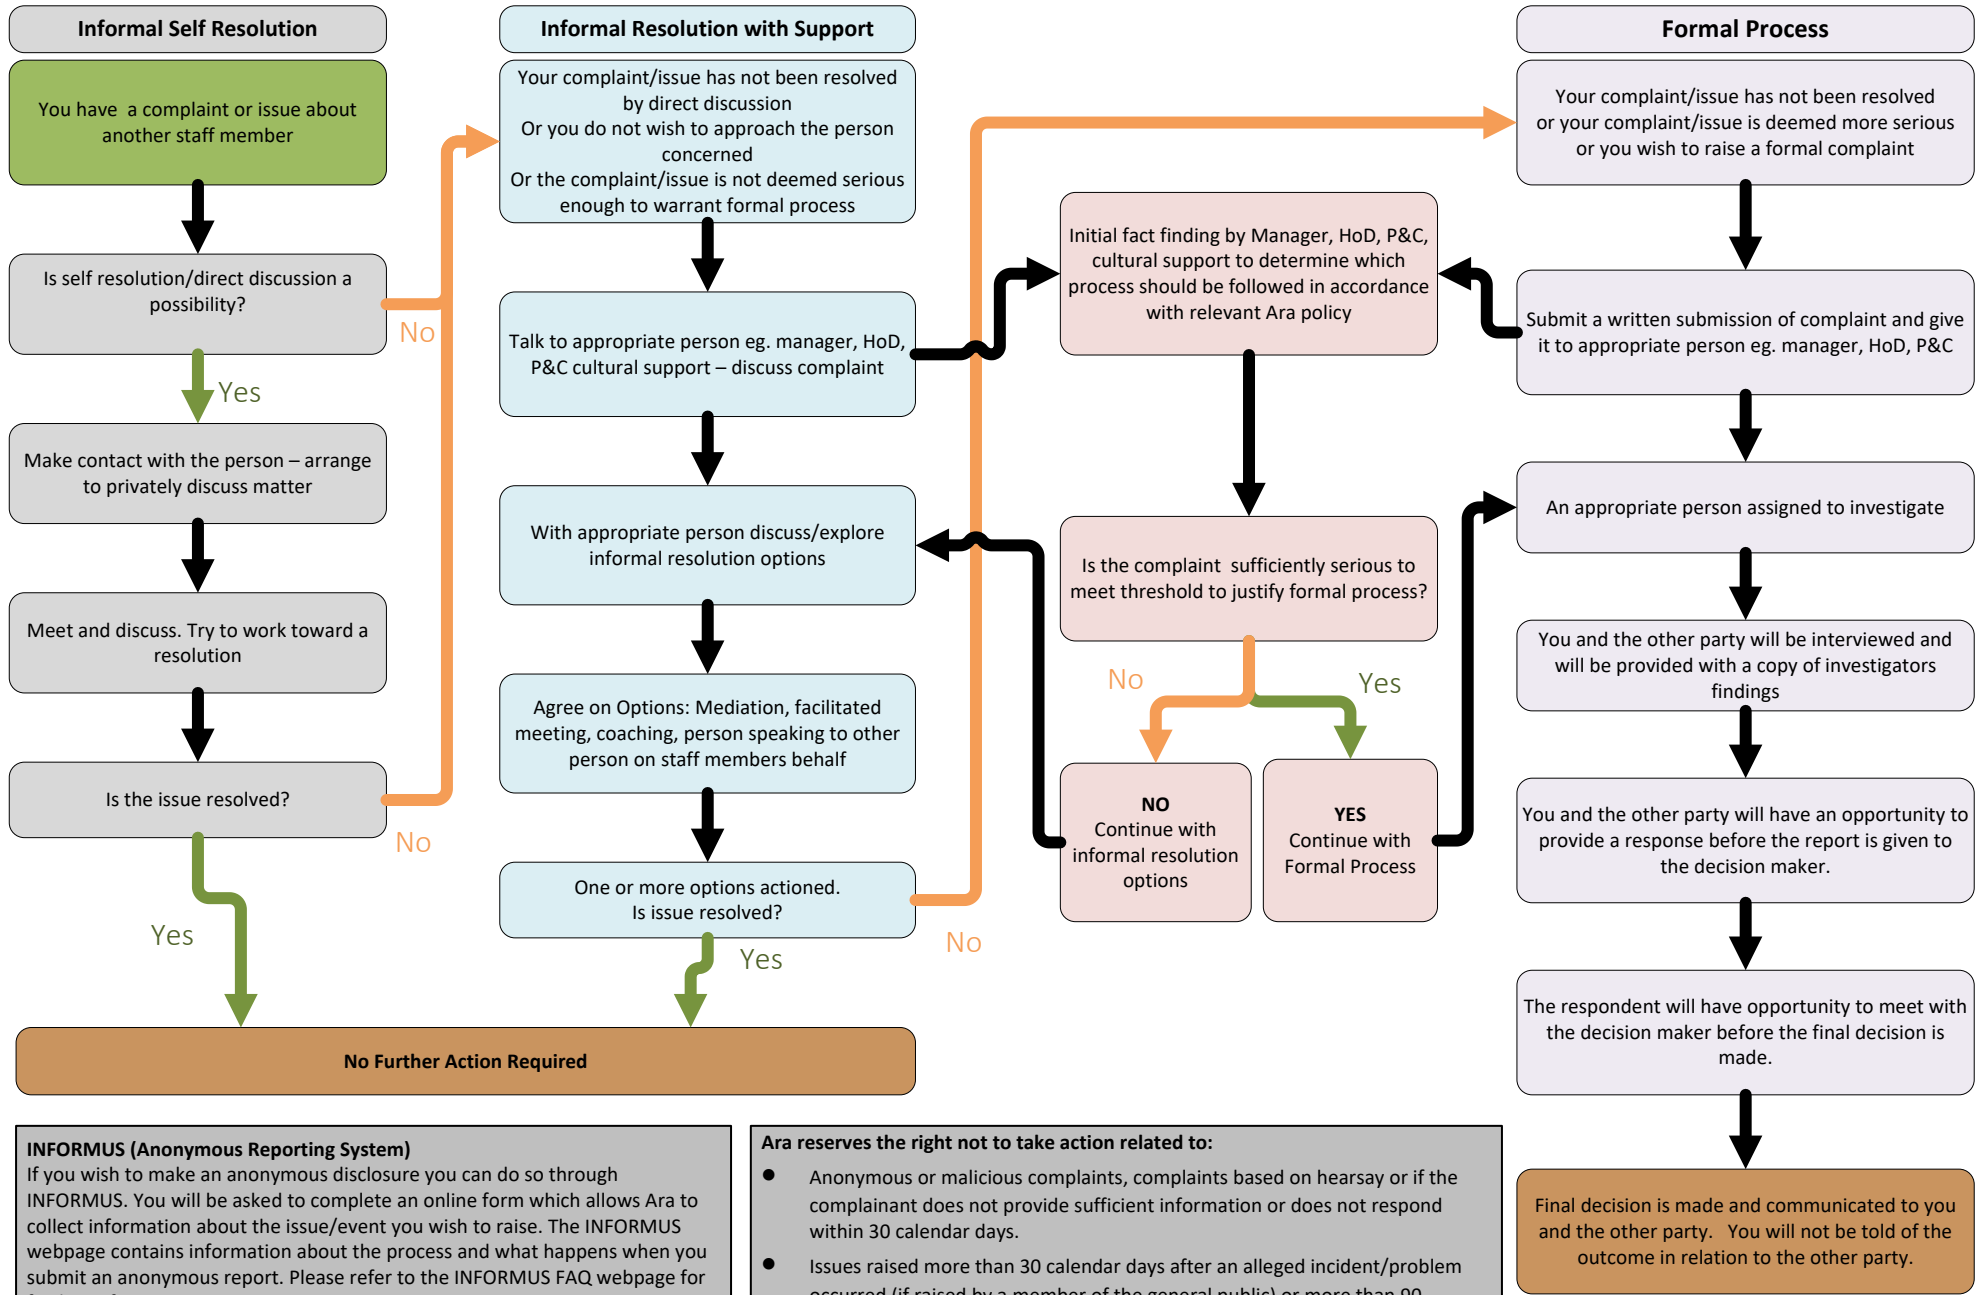 Informal Self Resolution
You have a complaint or issue about
another staff member
Is self resolution/direct discussion a
possibility?
No
Yes
Make contact with the person – arrange
to privately discuss matter
Meet and discuss. Try to work toward a
resolution
Is the issue resolved?
No
Yes
Informal Resolution with Support
Your complaint/issue has not been resolved
by direct discussion
Or you do not wish to approach the person
concerned
Or the complaint/issue is not deemed serious
enough to warrant formal process
Talk to appropriate person eg. manager, HoD,
P&C cultural support – discuss complaint
With appropriate person discuss/explore
informal resolution options
Agree on Options: Mediation, facilitated
meeting, coaching, person speaking to other
person on staff members behalf
One or more options actioned.
Is issue resolved?
No
Yes
No Further Action Required
Initial fact finding by Manager, HoD, P&C,
cultural support to determine which
process should be followed in accordance
with relevant Ara policy
Is the complaint sufficiently serious to
meet threshold to justify formal process?
No
Yes
NO
Continue with
informal resolution
options
YES
Continue with
Formal Process
Formal Process
Your complaint/issue has not been resolved
or your complaint/issue is deemed more serious
or you wish to raise a formal complaint
Submit a written submission of complaint and give
it to appropriate person eg. manager, HoD, P&C
An appropriate person assigned to investigate
You and the other party will be interviewed and
will be provided with a copy of investigators
findings
You and the other party will have an opportunity to
provide a response before the report is given to
the decision maker.
The respondent will have opportunity to meet with
the decision maker before the final decision is
made.
Final decision is made and communicated to you
and the other party. You will not be told of the
outcome in relation to the other party.
INFORMUS (Anonymous Reporting System)
If you wish to make an anonymous disclosure you can do so through
INFORMUS. You will be asked to complete an online form which allows Ara to
collect information about the issue/event you wish to raise. The INFORMUS
webpage contains information about the process and what happens when you
submit an anonymous report. Please refer to the INFORMUS FAQ webpage for
Ara reserves the right not to take action related to:
● Anonymous or malicious complaints, complaints based on hearsay or if the
complainant does not provide sufficient information or does not respond
within 30 calendar days.
● Issues raised more than 30 calendar days after an alleged incident/problem
occurred (if raised by a member of the general public) or more than 90